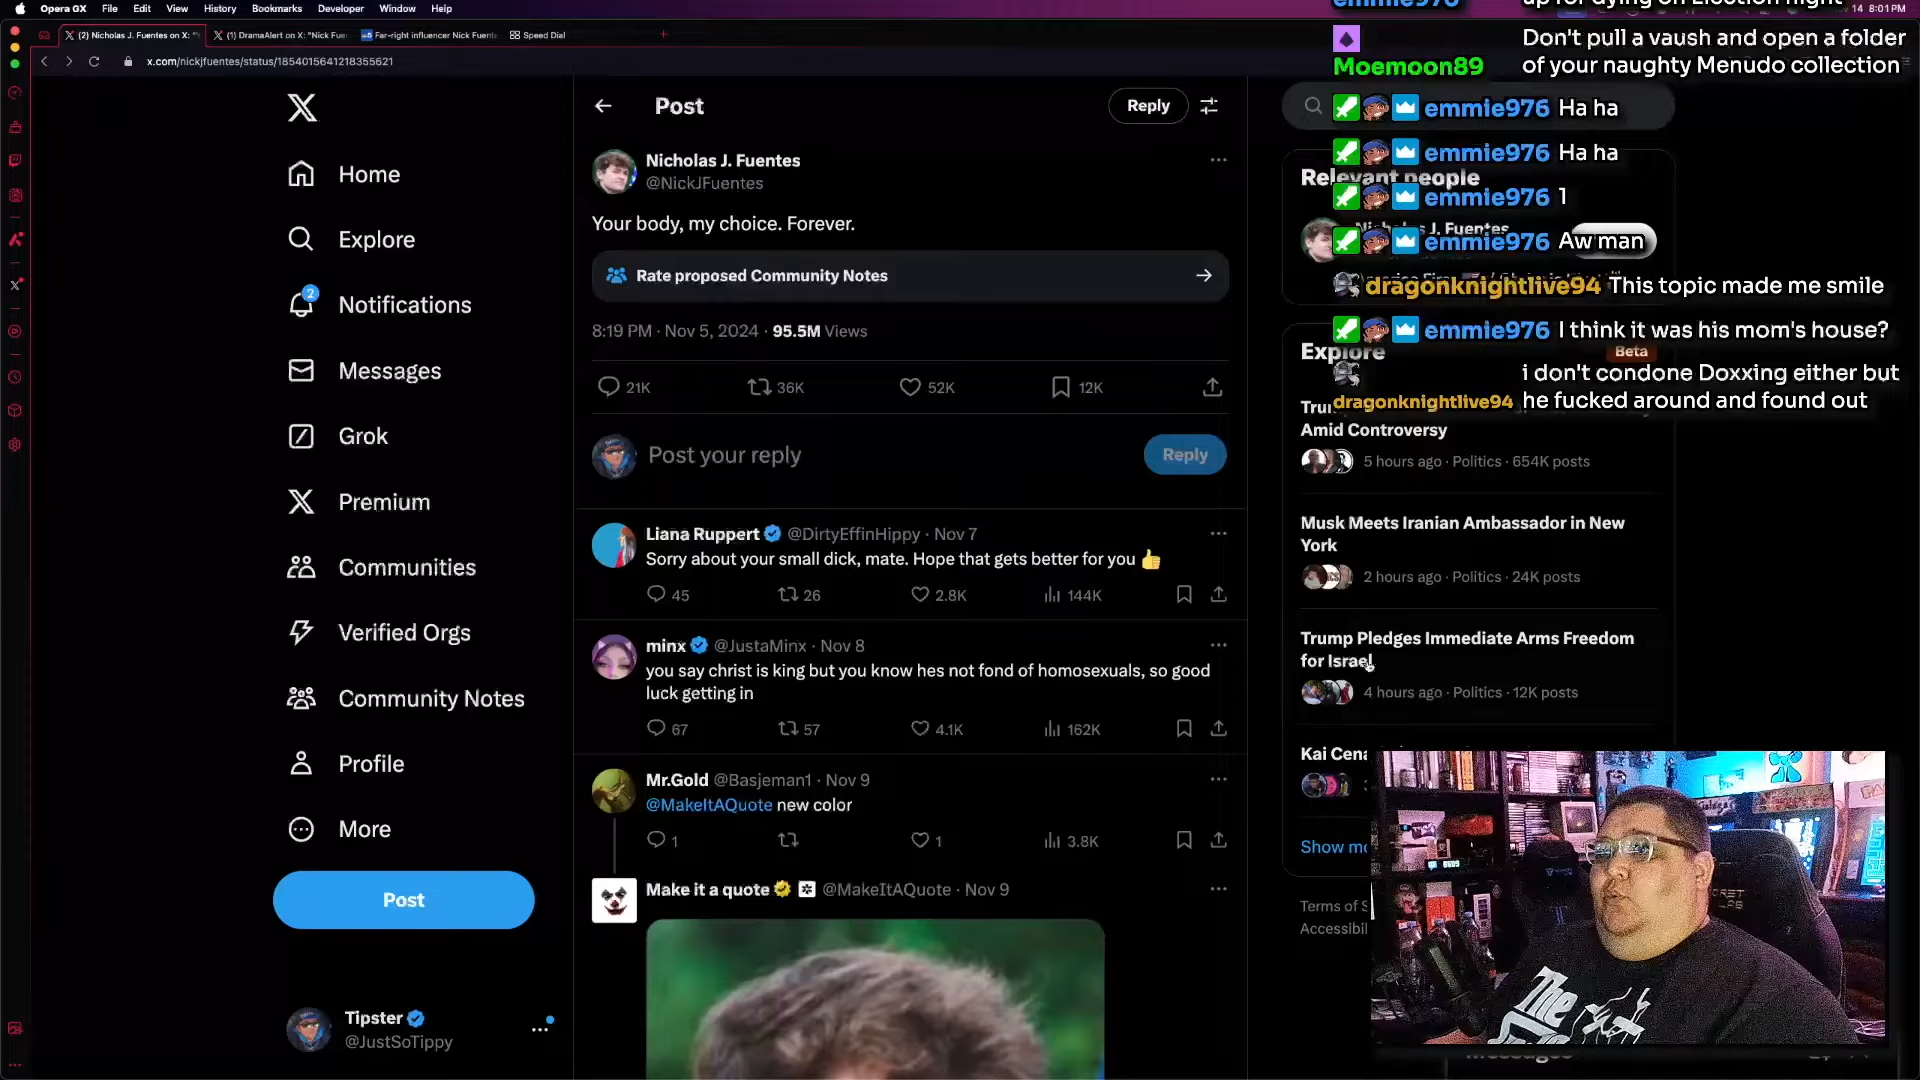 Opera GX File Edit View History Bookmarks Developer Window Help
14 8:01 PM
(2) Nicholas J. Fuentes on X: "
(1) DramaAlert on X: "Nick Fuer
Far-right influencer Nick Fuent
Speed Dial
x.com/nickjfuentes/status/1854015641218355621
Home
Explore
2
Notifications
Messages
Grok
Premium
Communities
Verified Orgs
Community Notes
Profile
More
Post
Tipster
@JustSoTippy
Post
Reply
Nicholas J. Fuentes
@NickJFuentes
Your body, my choice. Forever.
Rate proposed Community Notes
8:19 PM · Nov 5, 2024 · 95.5M Views
21K 36K 52K 12K
Post your reply
Reply
Liana Ruppert @DirtyEffinHippy · Nov 7
Sorry about your small dick, mate. Hope that gets better for you 👍
45 26 2.8K 144K
minx @JustaMinx · Nov 8
you say christ is king but you know hes not fond of homosexuals, so good
luck getting in
67 57 4.1K 162K
Mr.Gold @Basjeman1 · Nov 9
@MakeItAQuote new color
1 1 3.8K
Make it a quote @MakeItAQuote · Nov 9
emmie976 up for dying on Election night
Moemoon89 Don't pull a vaush and open a folder
of your naughty Menudo collection
emmie976 Ha ha
emmie976 Ha ha
Relevant people
emmie976 1
Nicholas J. Fuentes
emmie976 Aw man
dragonknightlive94 This topic made me smile
emmie976 I think it was his mom's house?
Explore
Beta
dragonknightlive94 i don't condone Doxxing either but
he fucked around and found out
Amid Controversy
5 hours ago · Politics · 654K posts
Musk Meets Iranian Ambassador in New
York
2 hours ago · Politics · 24K posts
Trump Pledges Immediate Arms Freedom
for Israel
4 hours ago · Politics · 12K posts
Kai Cena
Show mo
Terms of S
Accessibil
The
Messages